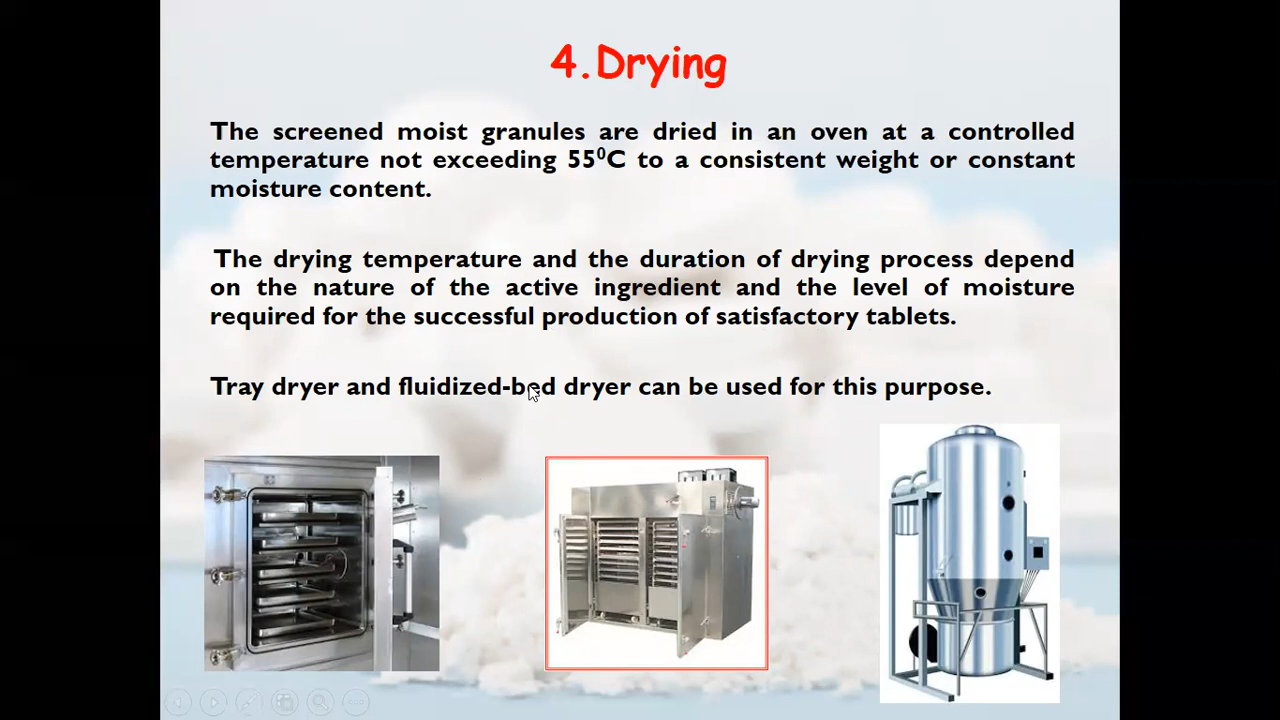 4.Drying
The screened moist granules are dried in an oven at a controlled
temperature not exceeding 55⁰C to a consistent weight or constant
moisture content.
The drying temperature and the duration of drying process depend
on the nature of the active ingredient and the level of moisture
required for the successful production of satisfactory tablets.
Tray dryer and fluidized-bed dryer can be used for this purpose.